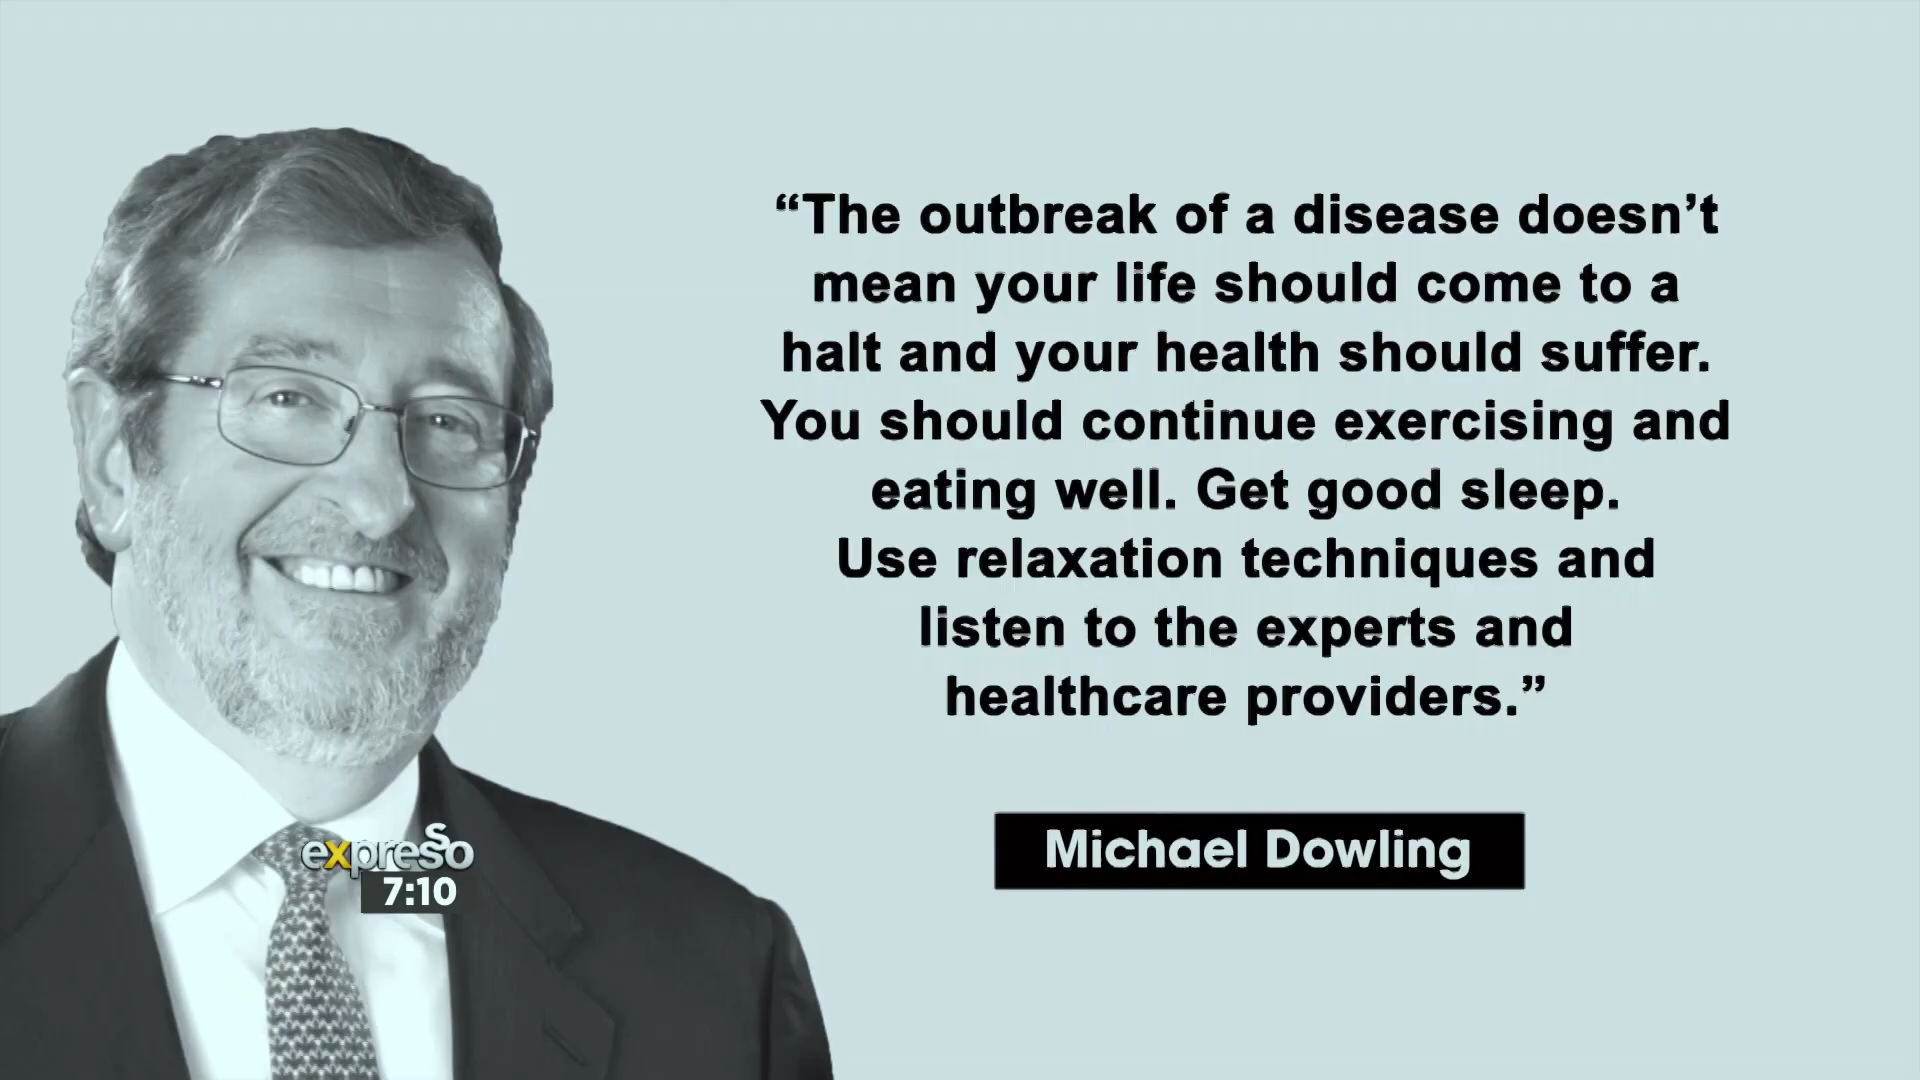 “The outbreak of a disease doesn’t
mean your life should come to a
halt and your health should suffer.
You should continue exercising and
eating well. Get good sleep.
Use relaxation techniques and
listen to the experts and
healthcare providers.”
Michael Dowling
expresso
7:10